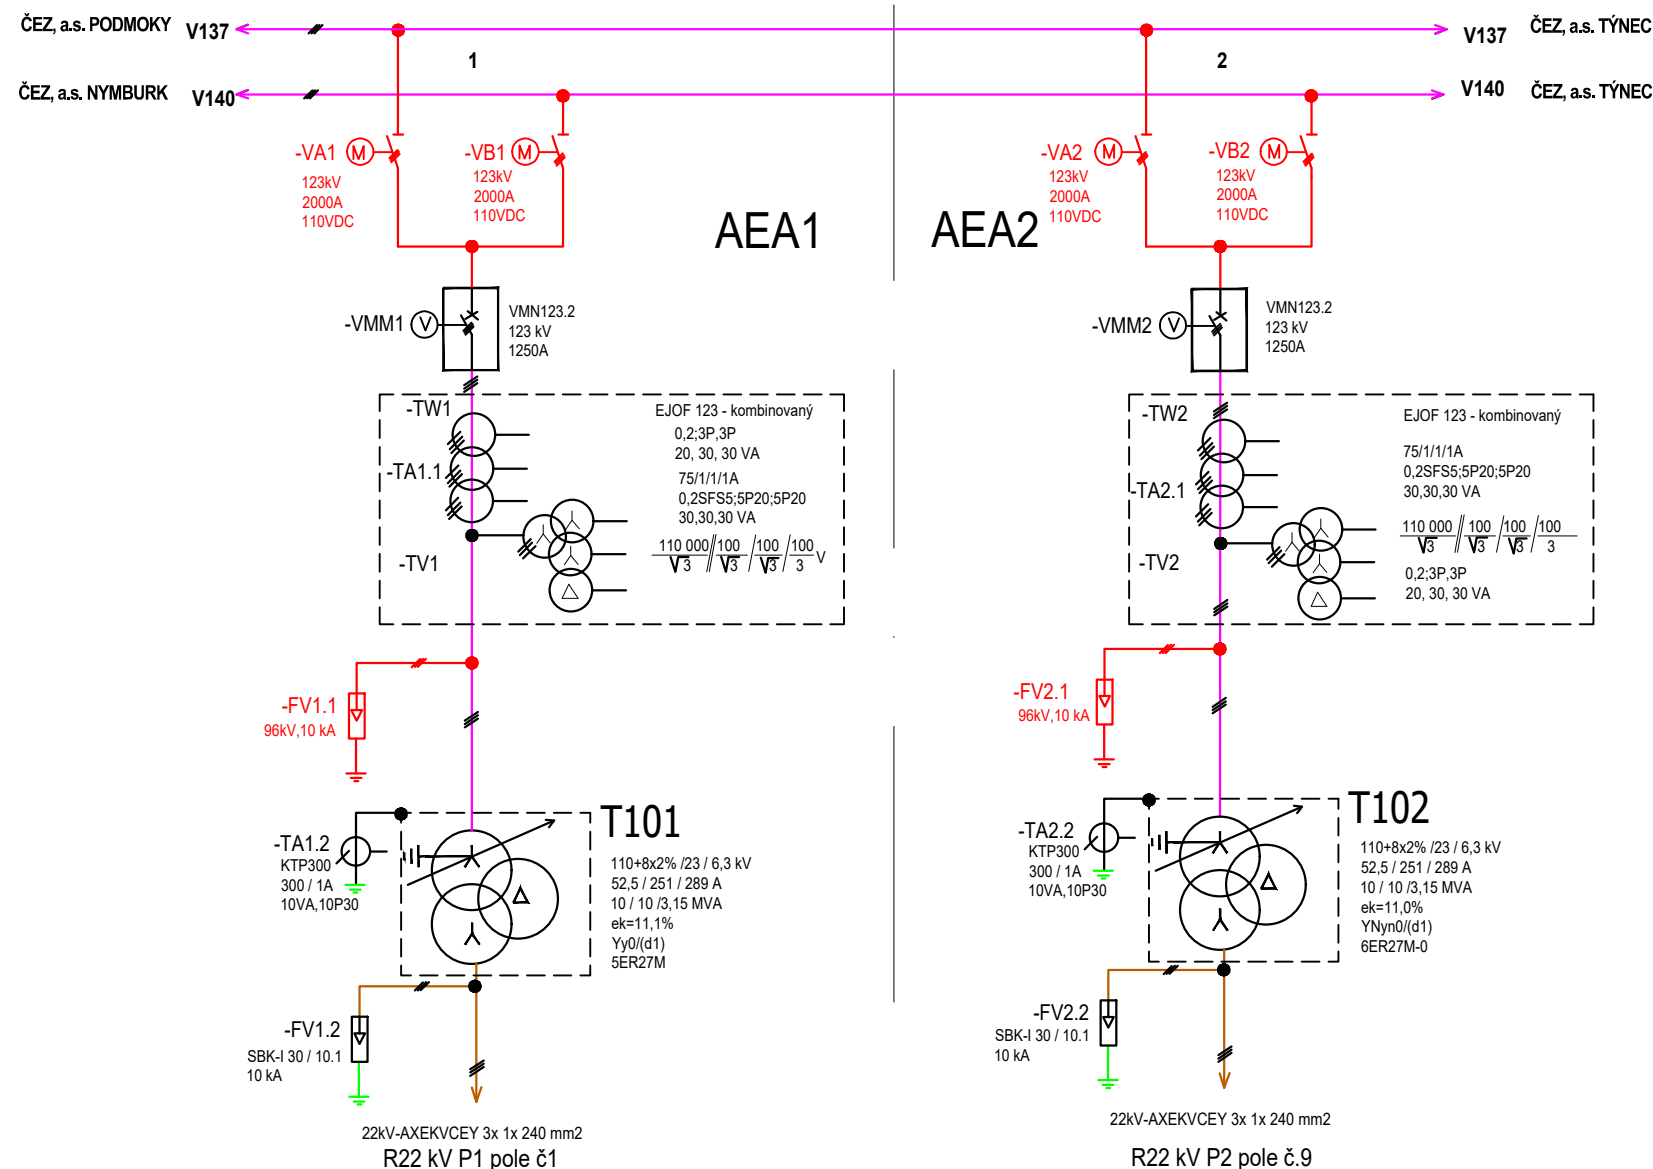 ČEZ, a.s. PODMOKY V137
V137 ČEZ, a.s. TÝNEC
1
2
ČEZ, a.s. NYMBURK V140
V140 ČEZ, a.s. TÝNEC
-VA1 M
123kV
2000A
110VDC
-VB1 M
123kV
2000A
110VDC
AEA1
AEA2
-VA2 M
123kV
2000A
110VDC
-VB2 M
123kV
2000A
110VDC
-VMM1 V
VMN123.2
123 kV
1250A
-VMM2 V
VMN123.2
123 kV
1250A
-TW1
-TA1.1
-TV1
EJOF 123 - kombinovaný
0,2;3P,3P
20, 30, 30 VA
75/1/1/1A
0,2SFS5;5P20;5P20
30,30,30 VA
110 000/√3 // 100/√3 / 100/√3 / 100/3 V
-TW2
-TA2.1
-TV2
EJOF 123 - kombinovaný
75/1/1/1A
0,2SFS5;5P20;5P20
30,30,30 VA
110 000/√3 // 100/√3 / 100/√3 / 100/3
0,2;3P,3P
20, 30, 30 VA
-FV1.1
96kV,10 kA
-FV2.1
96kV,10 kA
-TA1.2
KTP300
300 / 1A
10VA,10P30
T101
110+8x2% /23 / 6,3 kV
52,5 / 251 / 289 A
10 / 10 /3,15 MVA
ek=11,1%
Yy0/(d1)
5ER27M
-TA2.2
KTP300
300 / 1A
10VA,10P30
T102
110+8x2% /23 / 6,3 kV
52,5 / 251 / 289 A
10 / 10 /3,15 MVA
ek=11,0%
YNyn0/(d1)
6ER27M-0
-FV1.2
SBK-I 30 / 10.1
10 kA
-FV2.2
SBK-I 30 / 10.1
10 kA
22kV-AXEKVCEY 3x 1x 240 mm2
R22 kV P1 pole č1
22kV-AXEKVCEY 3x 1x 240 mm2
R22 kV P2 pole č.9